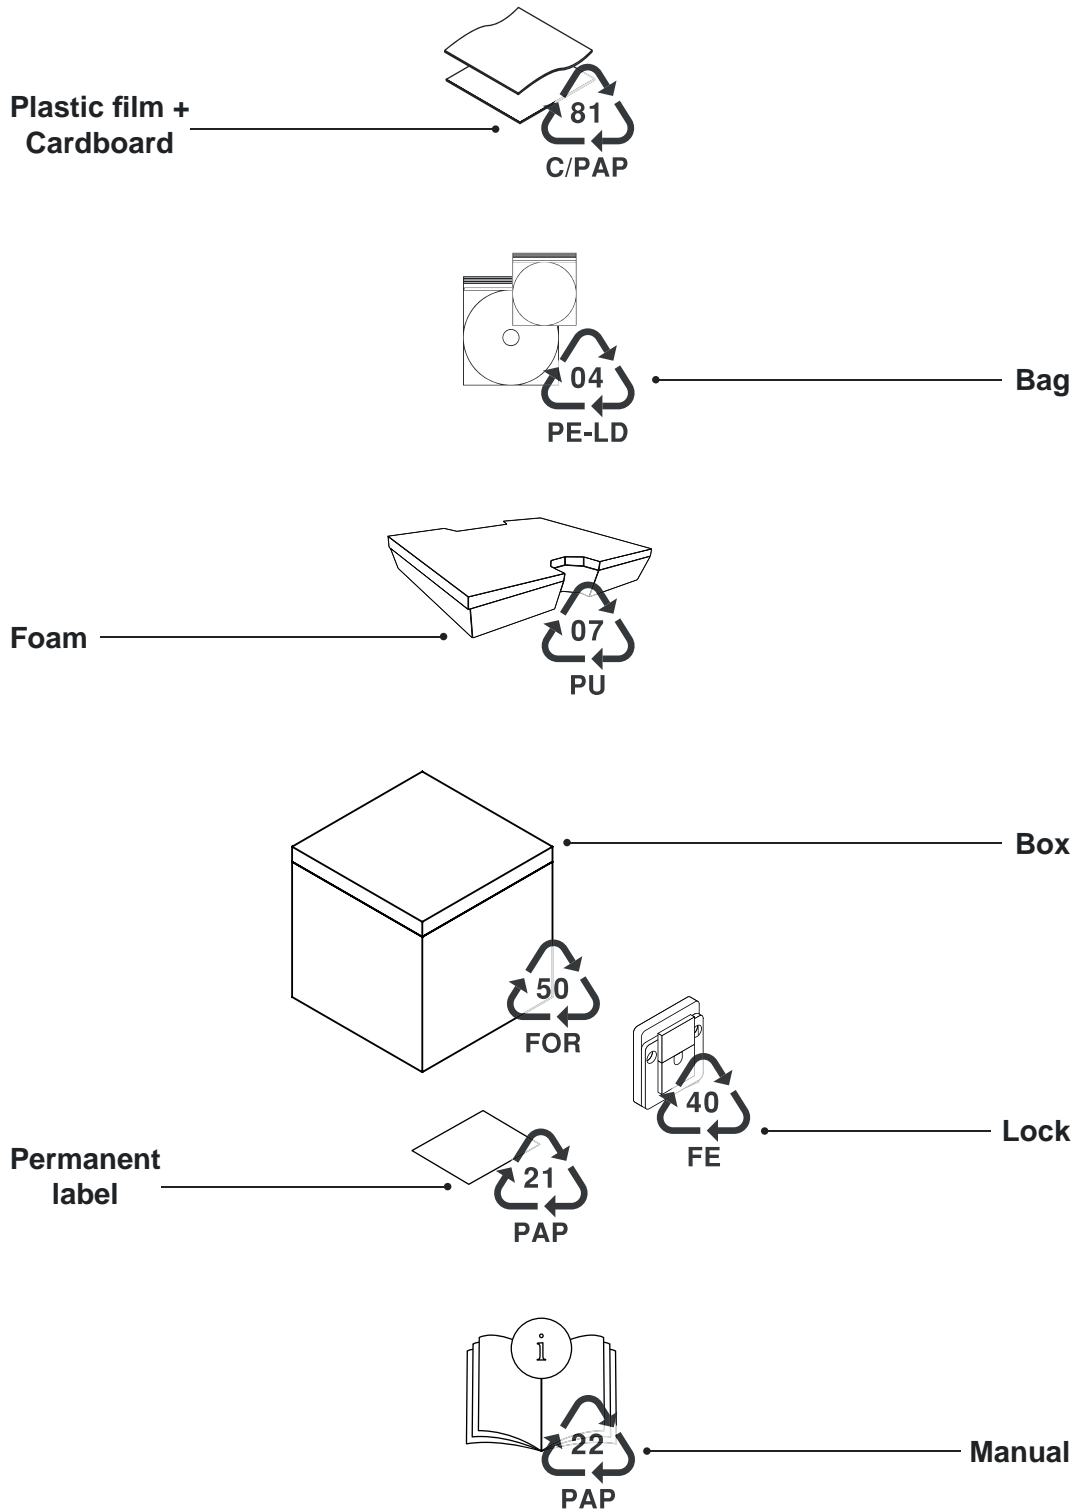 Plastic film +
Cardboard
81
C/PAP
04
PE-LD
Bag
Foam
07
PU
Box
50
FOR
40
FE
Lock
Permanent
label
21
PAP
i
22
PAP
Manual